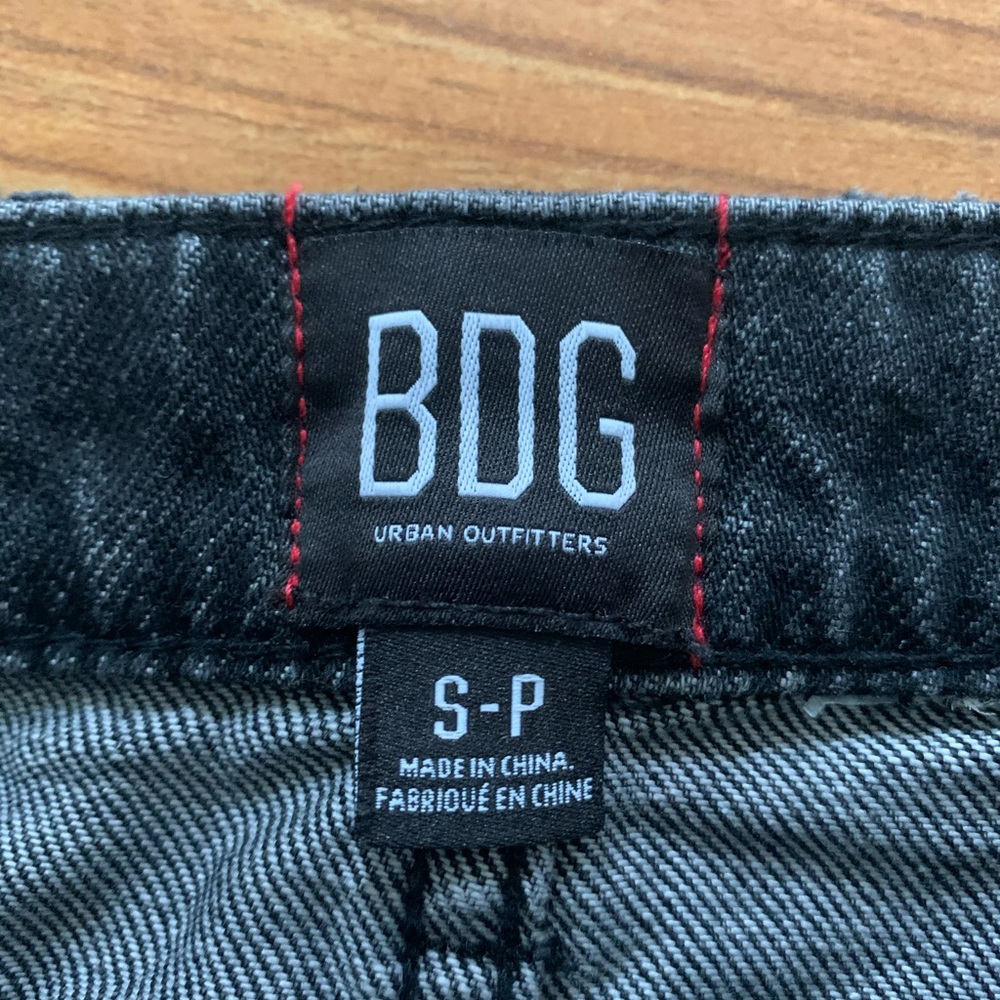 BDG
URBAN OUTFITTERS
S-P
MADE IN CHINA.
FABRIQUÉ EN CHINE